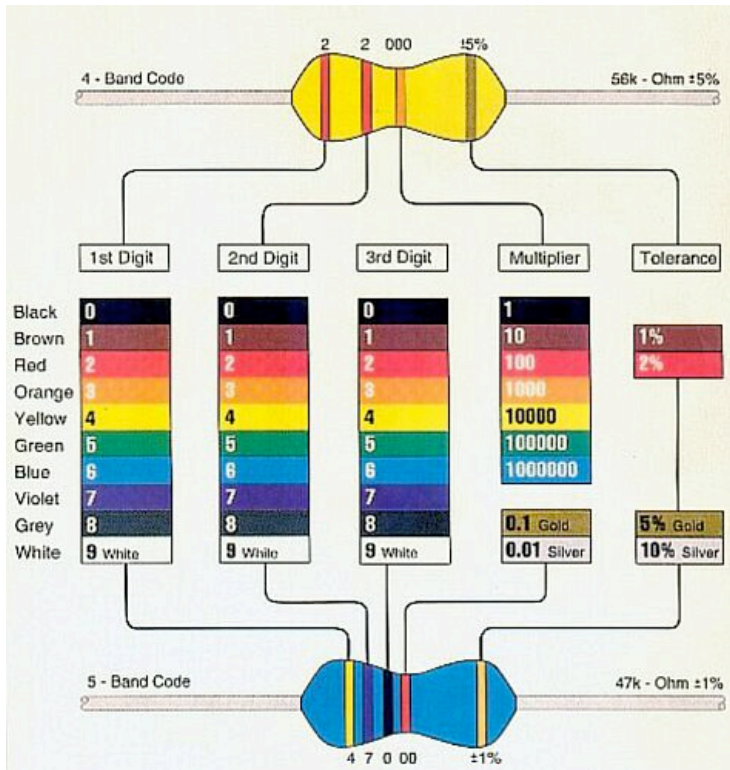 2 2 000 ±5%
4 - Band Code 56k - Ohm ±5%
1st Digit 2nd Digit 3rd Digit Multiplier Tolerance
Black 0 0 0 1
Brown 1 1 1 10 1%
Red 2 2 2 100 2%
Orange 3 3 3 1000
Yellow 4 4 4 10000
Green 5 5 5 100000
Blue 6 6 6 1000000
Violet 7 7 7
Grey 8 8 8 0.1 Gold 5% Gold
White 9 White 9 White 9 White 0.01 Silver 10% Silver
5 - Band Code 47k - Ohm ±1%
4 7 0 00 ±1%